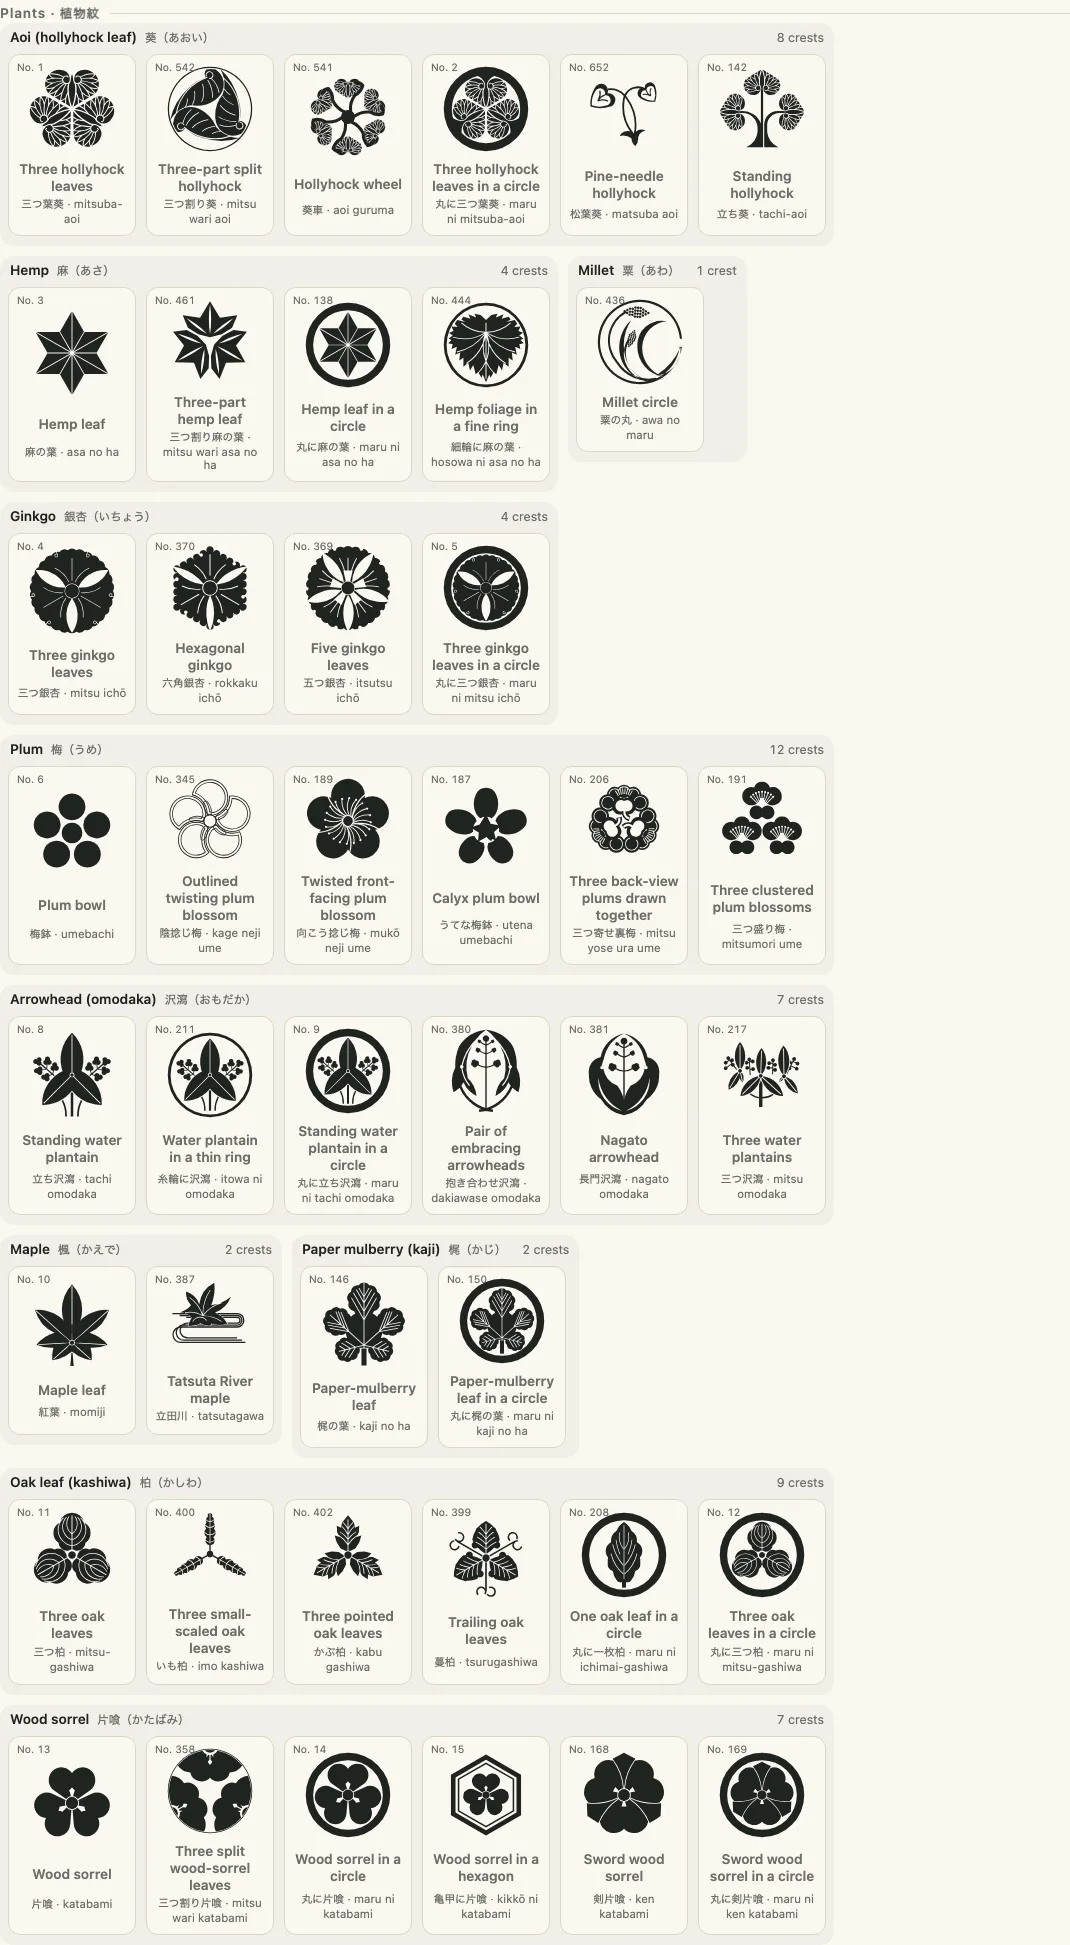 Plants · 植物紋
Aoi (hollyhock leaf) 葵（あおい） 8 crests
No. 1
Three hollyhock
leaves
三つ葉葵 · mitsuba-
aoi
No. 542
Three-part split
hollyhock
三つ割り葵 · mitsu
wari aoi
No. 541
Hollyhock wheel
葵車 · aoi guruma
No. 2
Three hollyhock
leaves in a circle
丸に三つ葉葵 · maru
ni mitsuba-aoi
No. 652
Pine-needle
hollyhock
松葉葵 · matsuba aoi
No. 142
Standing
hollyhock
立ち葵 · tachi-aoi
Hemp 麻（あさ） 4 crests
No. 3
Hemp leaf
麻の葉 · asa no ha
No. 461
Three-part
hemp leaf
三つ割り麻の葉 ·
mitsu wari asa no
ha
No. 138
Hemp leaf in a
circle
丸に麻の葉 · maru ni
asa no ha
No. 444
Hemp foliage in
a fine ring
細輪に麻の葉 ·
hosowa ni asa no ha
Millet 粟（あわ） 1 crest
No. 436
Millet circle
粟の丸 · awa no
maru
Ginkgo 銀杏（いちょう） 4 crests
No. 4
Three ginkgo
leaves
三つ銀杏 · mitsu ichō
No. 370
Hexagonal
ginkgo
六角銀杏 · rokkaku
ichō
No. 369
Five ginkgo
leaves
五つ銀杏 · itsutsu
ichō
No. 5
Three ginkgo
leaves in a circle
丸に三つ銀杏 · maru
ni mitsu ichō
Plum 梅（うめ） 12 crests
No. 6
Plum bowl
梅鉢 · umebachi
No. 345
Outlined
twisting plum
blossom
陰捻じ梅 · kage neji
ume
No. 189
Twisted front-
facing plum
blossom
向こう捻じ梅 · mukō
neji ume
No. 187
Calyx plum bowl
うてな梅鉢 · utena
umebachi
No. 206
Three back-view
plums drawn
together
三つ寄せ裏梅 · mitsu
yose ura ume
No. 191
Three clustered
plum blossoms
三つ盛り梅 ·
mitsumori ume
Arrowhead (omodaka) 沢瀉（おもだか） 7 crests
No. 8
Standing water
plantain
立ち沢瀉 · tachi
omodaka
No. 211
Water plantain
in a thin ring
糸輪に沢瀉 · itowa ni
omodaka
No. 9
Standing water
plantain in a
circle
丸に立ち沢瀉 · maru
ni tachi omodaka
No. 380
Pair of
embracing
arrowheads
抱き合わせ沢瀉 ·
dakiawase omodaka
No. 381
Nagato
arrowhead
長門沢瀉 · nagato
omodaka
No. 217
Three water
plantains
三つ沢瀉 · mitsu
omodaka
Maple 楓（かえで） 2 crests
No. 10
Maple leaf
紅葉 · momiji
No. 387
Tatsuta River
maple
立田川 · tatsutagawa
Paper mulberry (kaji) 梶（かじ） 2 crests
No. 146
Paper-mulberry
leaf
梶の葉 · kaji no ha
No. 150
Paper-mulberry
leaf in a circle
丸に梶の葉 · maru ni
kaji no ha
Oak leaf (kashiwa) 柏（かしわ） 9 crests
No. 11
Three oak
leaves
三つ柏 · mitsu-
gashiwa
No. 400
Three small-
scaled oak
leaves
いも柏 · imo kashiwa
No. 402
Three pointed
oak leaves
かぶ柏 · kabu
gashiwa
No. 399
Trailing oak
leaves
蔓柏 · tsurugashiwa
No. 208
One oak leaf in a
circle
丸に一枚柏 · maru ni
ichimai-gashiwa
No. 12
Three oak
leaves in a circle
丸に三つ柏 · maru ni
mitsu-gashiwa
Wood sorrel 片喰（かたばみ） 7 crests
No. 13
Wood sorrel
片喰 · katabami
No. 358
Three split
wood-sorrel
leaves
三つ割り片喰 · mitsu
wari katabami
No. 14
Wood sorrel in a
circle
丸に片喰 · maru ni
katabami
No. 15
Wood sorrel in a
hexagon
亀甲に片喰 · kikkō ni
katabami
No. 168
Sword wood
sorrel
剣片喰 · ken
katabami
No. 169
Sword wood
sorrel in a circle
丸に剣片喰 · maru ni
ken katabami